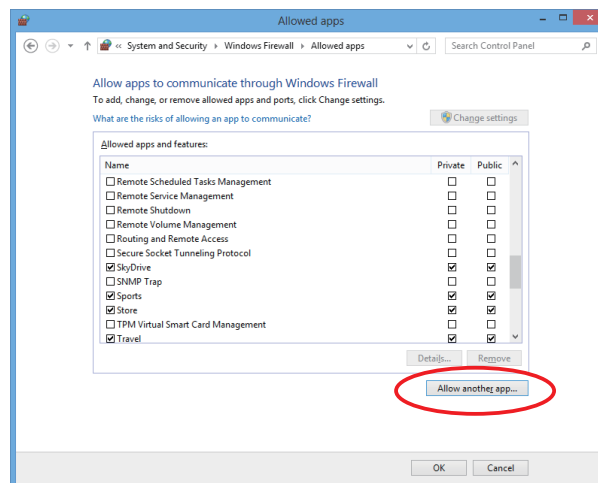 Allowed apps
« System and Security ▸ Windows Firewall ▸ Allowed apps
Search Control Panel
Allow apps to communicate through Windows Firewall
To add, change, or remove allowed apps and ports, click Change settings.
What are the risks of allowing an app to communicate?
Change settings
Allowed apps and features:
Name Private Public
Remote Scheduled Tasks Management
Remote Service Management
Remote Shutdown
Remote Volume Management
Routing and Remote Access
Secure Socket Tunneling Protocol
SkyDrive
SNMP Trap
Sports
Store
TPM Virtual Smart Card Management
Travel
Details... Remove
Allow another app...
OK Cancel